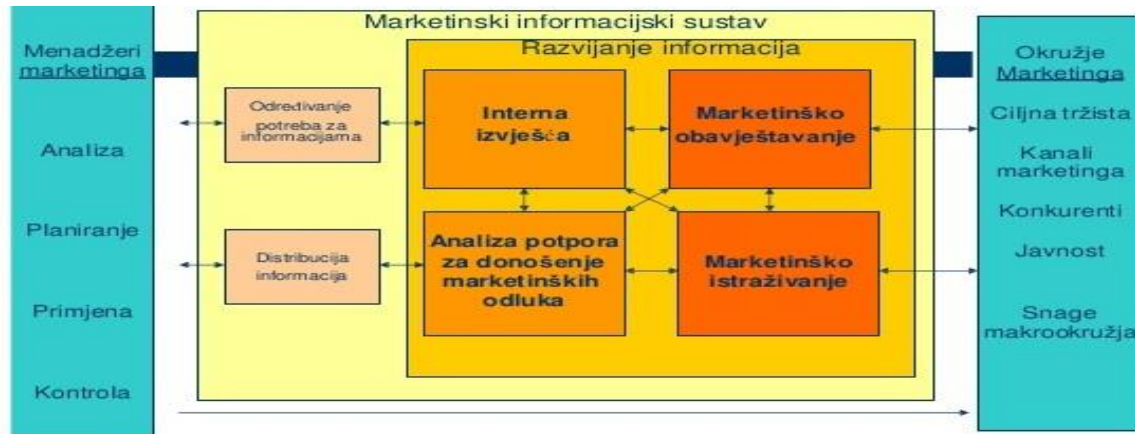 Marketinski informacijski sustav
Razvijanje informacija
Menadžeri
marketinga
Analiza
Planiranje
Primjena
Kontrola
Određivanje
potreba za
informacijama
Distribucija
informacija
Interna
izvješća
Marketinško
obavještavanje
Analiza potpora
za donošenje
marketinških
odluka
Marketinško
istraživanje
Okružje
Marketinga
Ciljna tržista
Kanali
marketinga
Konkurenti
Javnost
Snage
makrookružja